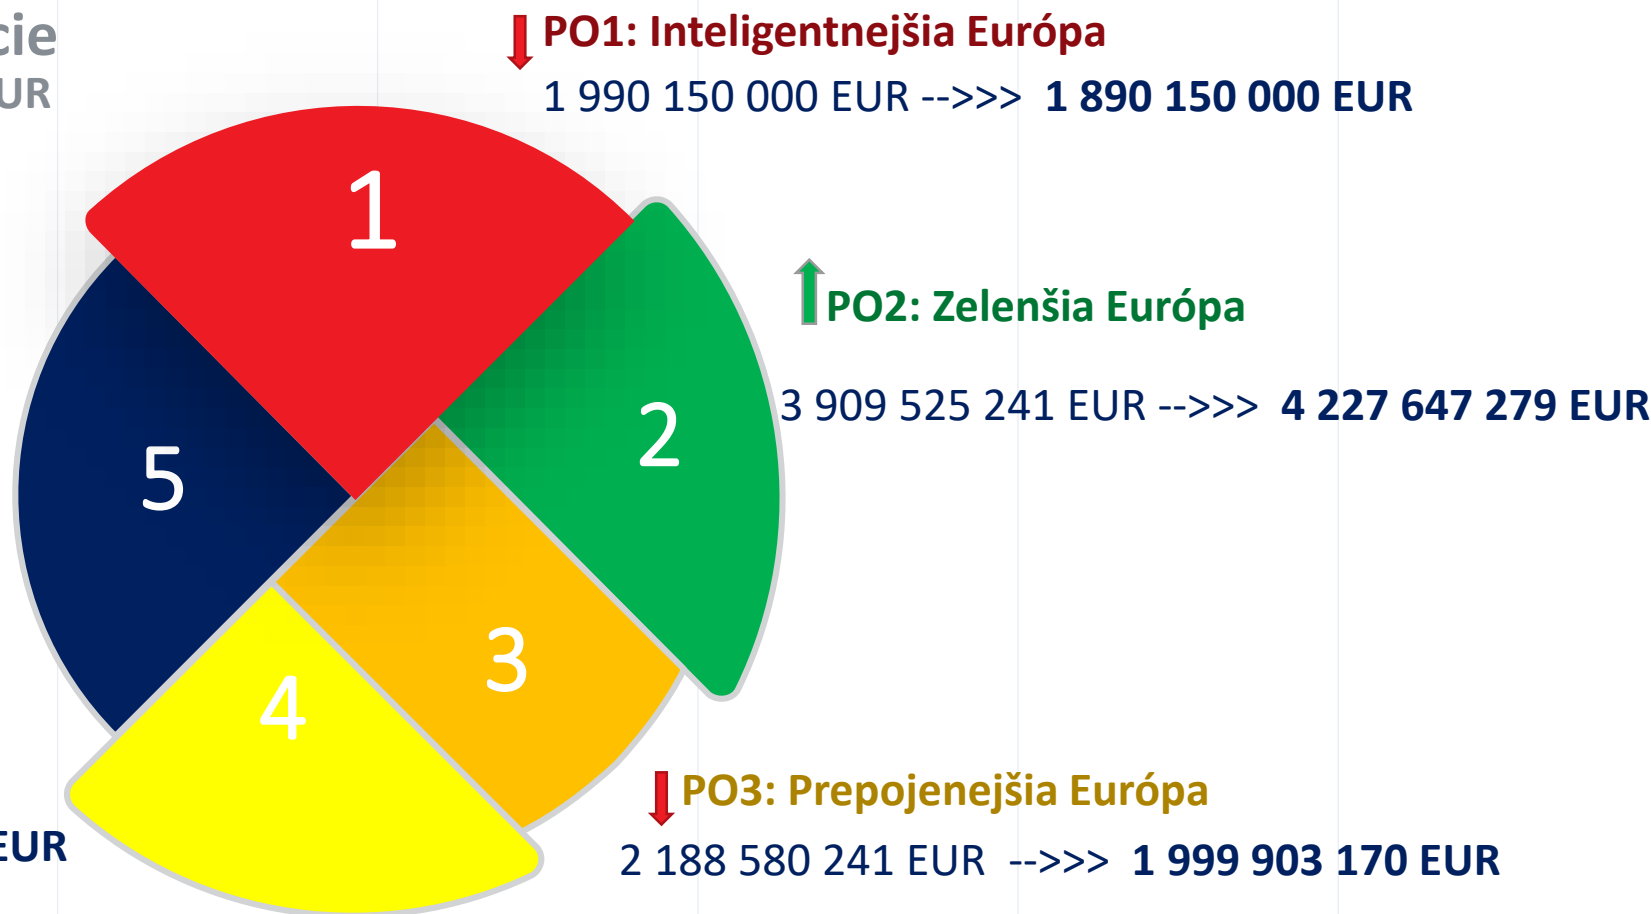 PO1: Inteligentnejšia Európa
1 990 150 000 EUR -->>> 1 890 150 000 EUR
1
PO2: Zelenšia Európa
3 909 525 241 EUR -->>> 4 227 647 279 EUR
2
5
3
4
PO3: Prepojenejšia Európa
EUR
2 188 580 241 EUR -->>> 1 999 903 170 EUR